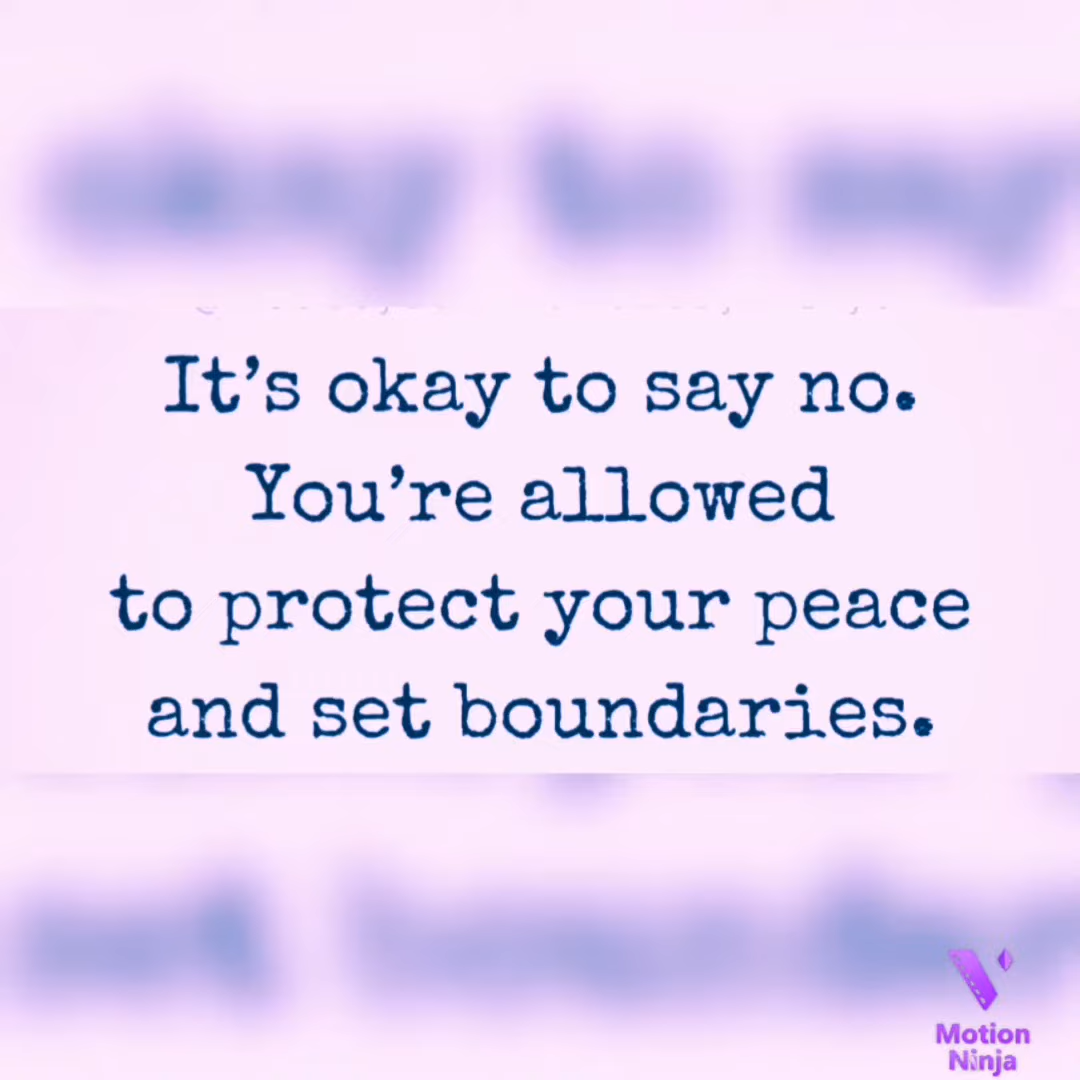 It’s okay to say no.
You’re allowed
to protect your peace
and set boundaries.
Motion
Ninja